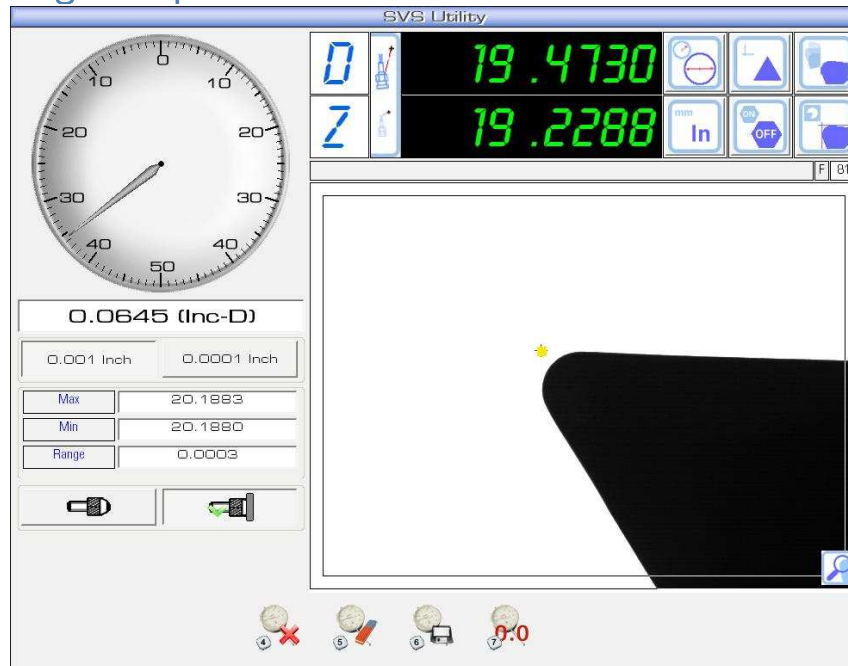 SVS Utility
0
10 10
20 20
30 30
40 40
50
D 19.4730
Z 19.2288
mm
In
ON
OFF
F 81
0.0645 (Inc-D)
0.001 Inch 0.0001 Inch
Max 20.1883
Min 20.1880
Range 0.0003
4 5 6 7 0.0